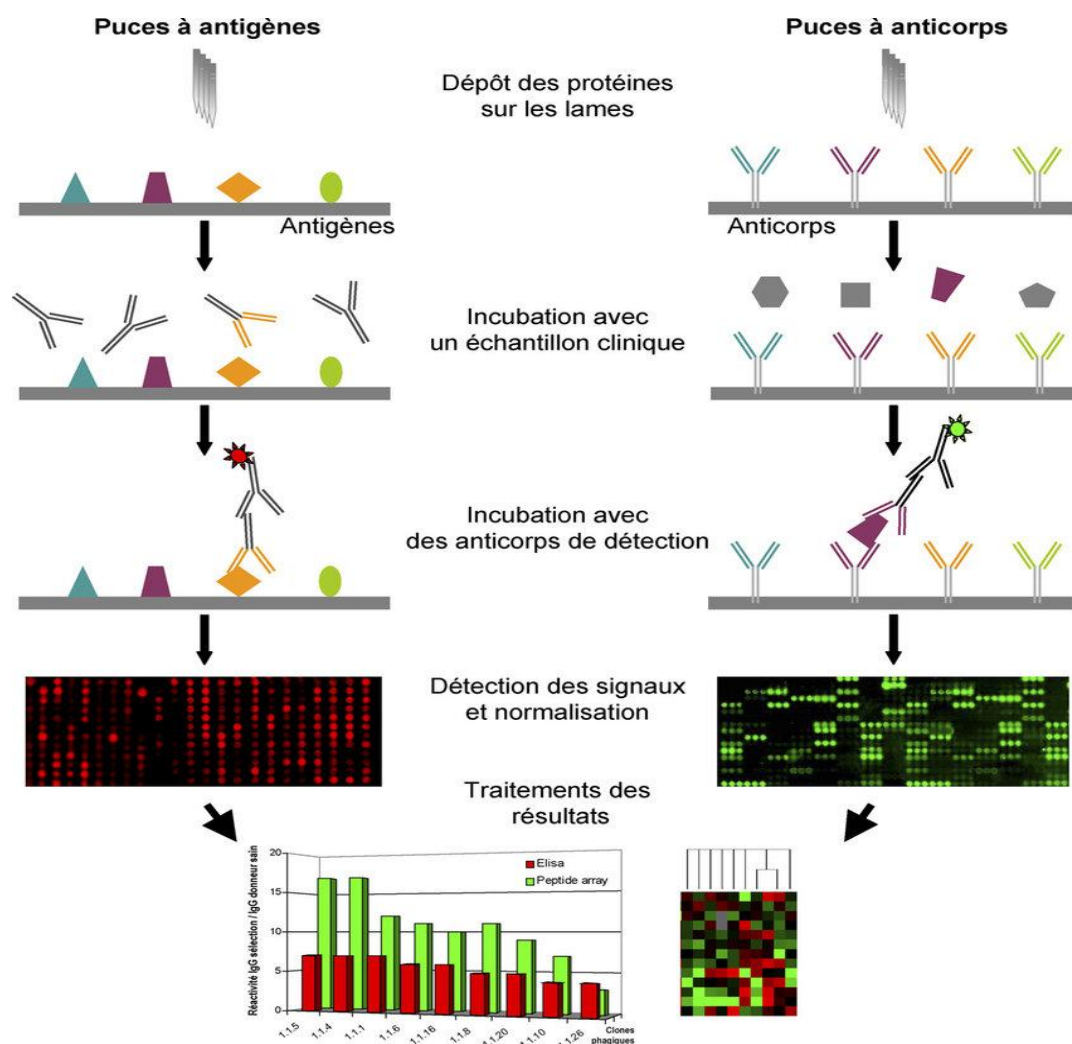 Puces à antigènes
Puces à anticorps
Dépôt des protéines
sur les lames
Antigènes
Anticorps
Incubation avec
un échantillon clinique
Incubation avec
des anticorps de détection
Détection des signaux
et normalisation
Traitements des
résultats
Réactivité IgG sélection / IgG donneur sain
20
15
10
5
0
Elisa
Peptide array
1.1.5
1.1.4
1.1.1
1.1.6
1.1.16
1.1.8
1.1.20
1.1.10
1.1.26
Clones
phagiques